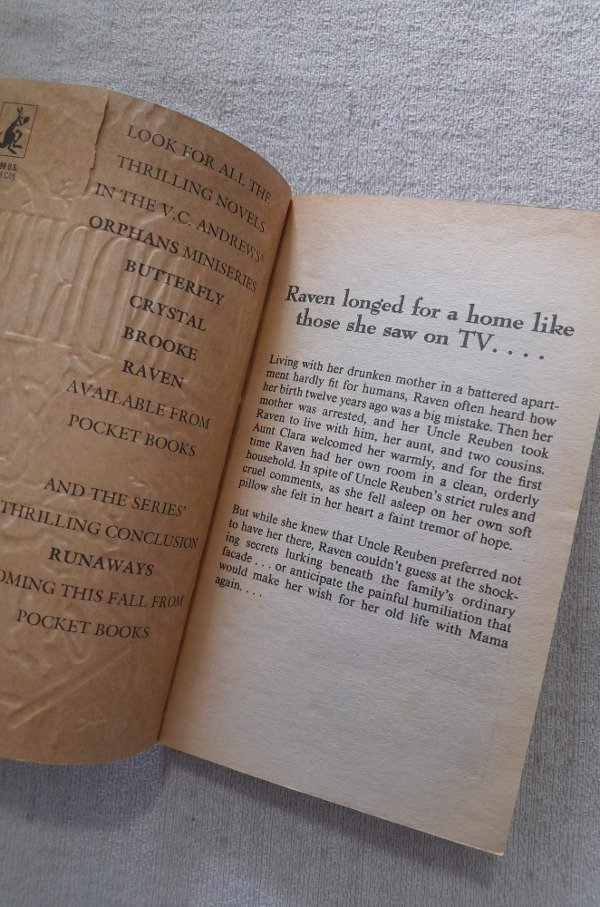 LOOK FOR ALL THE
THRILLING NOVELS
IN THE V.C. ANDREWS®
ORPHANS MINISERIES
BUTTERFLY
CRYSTAL
BROOKE
RAVEN
AVAILABLE FROM
POCKET BOOKS
AND THE SERIES'
THRILLING CONCLUSION
RUNAWAYS
COMING THIS FALL FROM
POCKET BOOKS
Raven longed for a home like
those she saw on TV. . . .
Living with her drunken mother in a battered apart-
ment hardly fit for humans, Raven often heard how
her birth twelve years ago was a big mistake. Then her
mother was arrested, and her Uncle Reuben took
Raven to live with him, her aunt, and two cousins.
Aunt Clara welcomed her warmly, and for the first
time Raven had her own room in a clean, orderly
household. In spite of Uncle Reuben's strict rules and
cruel comments, as she fell asleep on her own soft
pillow she felt in her heart a faint tremor of hope.
But while she knew that Uncle Reuben preferred not
to have her there, Raven couldn't guess at the shock-
ing secrets lurking beneath the family's ordinary
facade . . . or anticipate the painful humiliation that
would make her wish for her old life with Mama
again. . . .